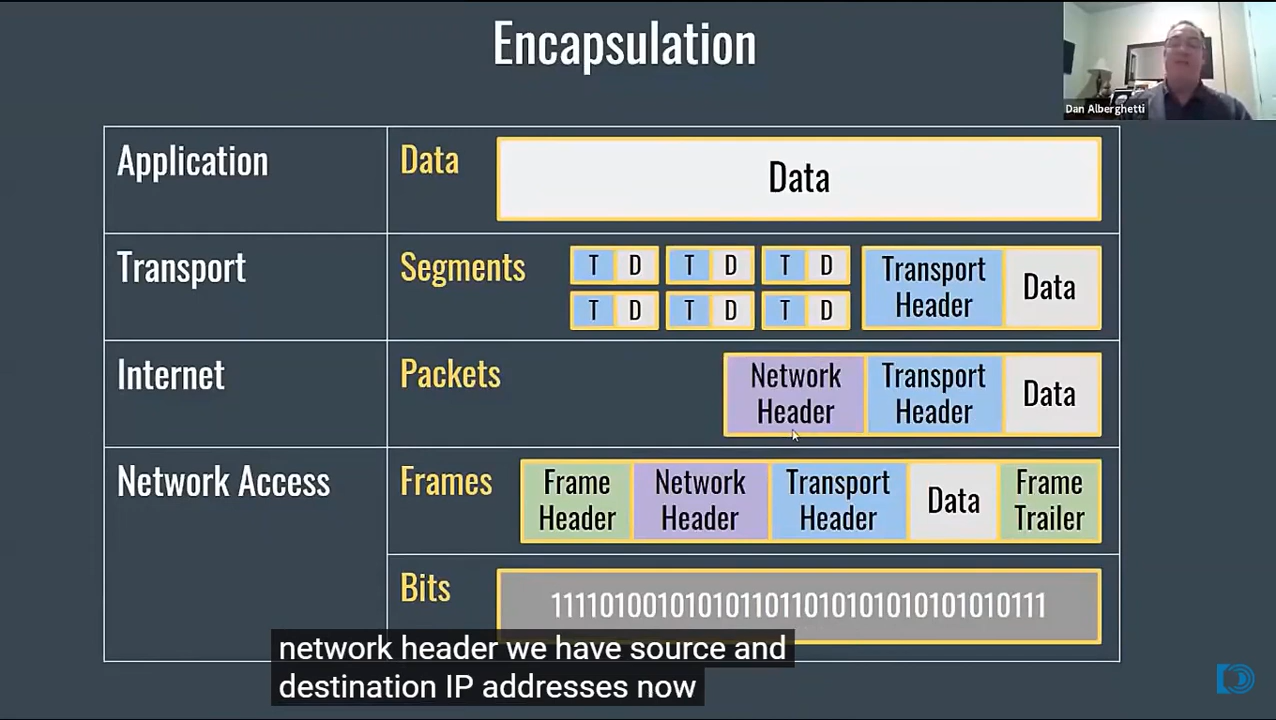 Encapsulation
Dan Alberghetti
Application
Data
Data
Transport
Segments
T D T D T D
T D T D T D
Transport
Header
Data
Internet
Packets
Network
Header
Transport
Header
Data
Network Access
Frames
Frame
Header
Network
Header
Transport
Header
Data
Frame
Trailer
Bits
1111010010101011011010101010101010111
network header we have source and
destination IP addresses now